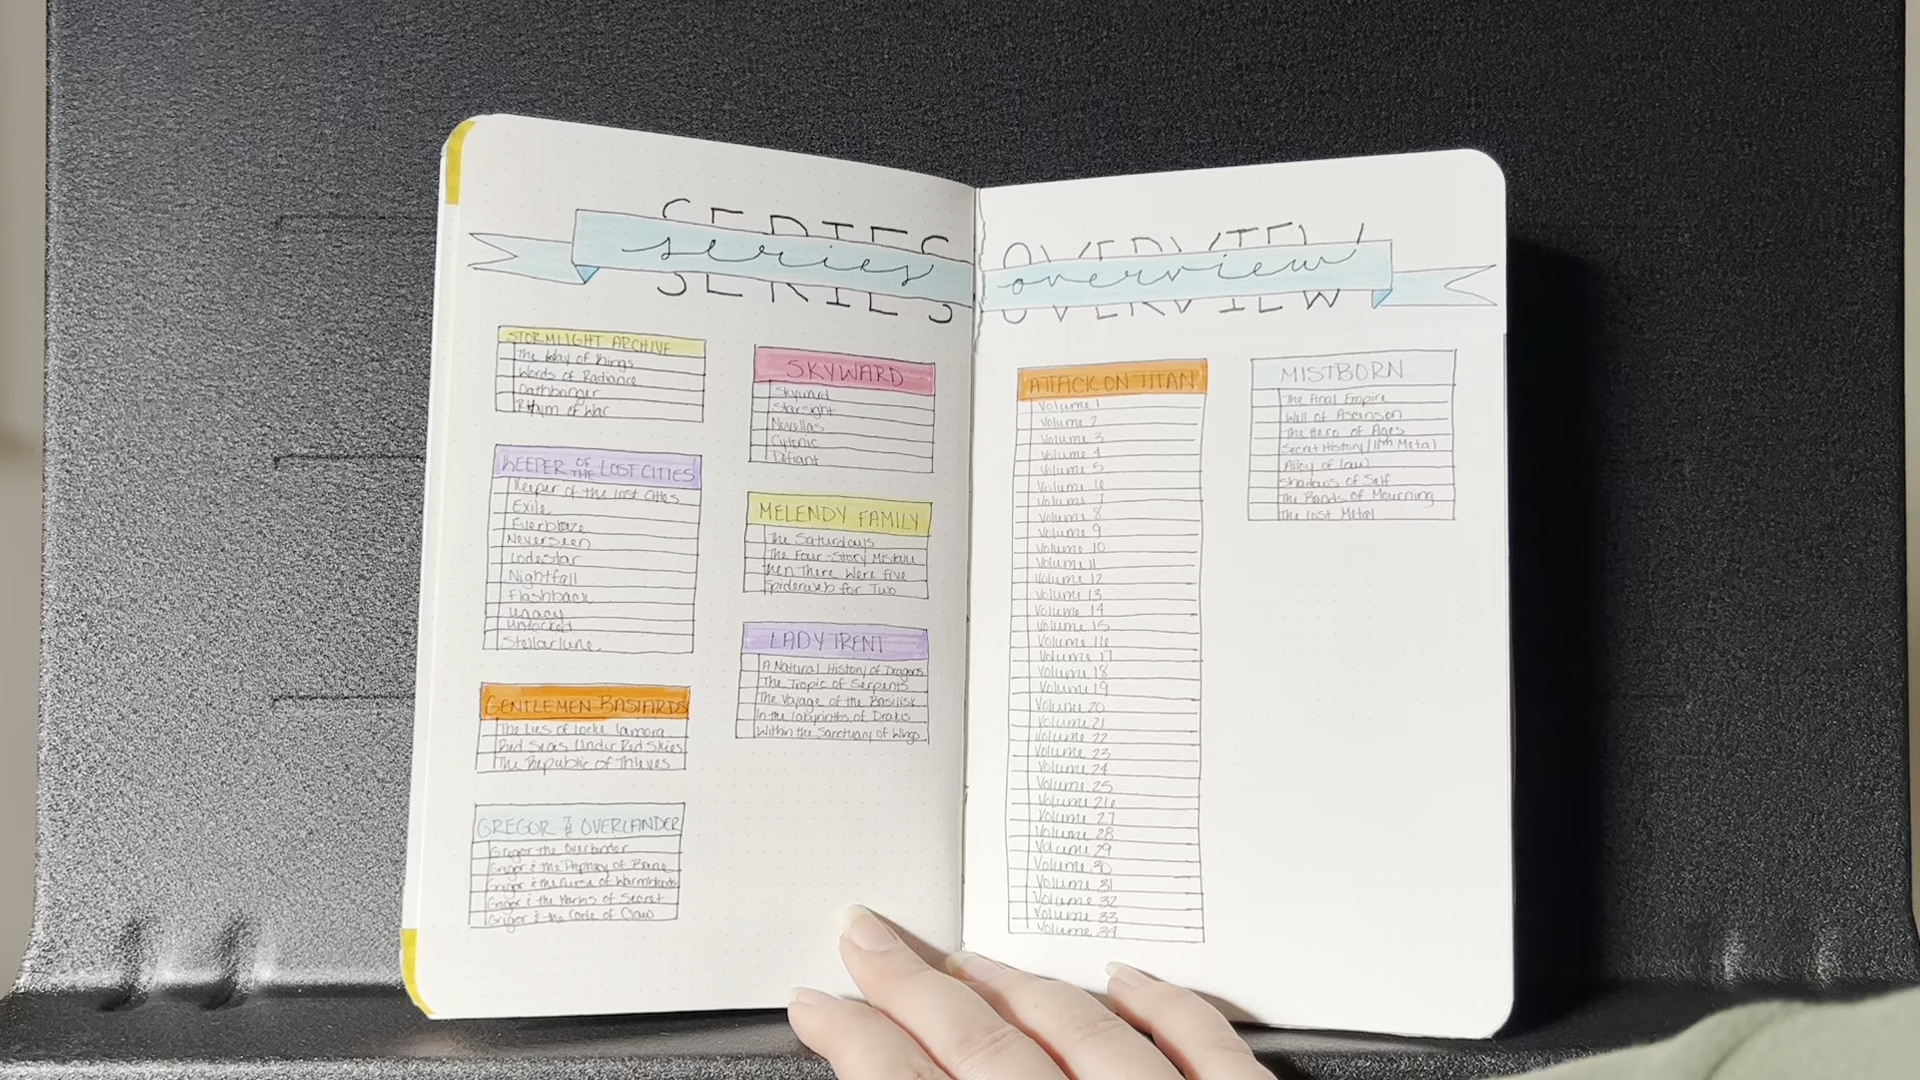 SERIES OVERVIEW
series overview
STORMLIGHT ARCHIVE
The Way of Kings
Words of Radiance
Oathbringer
Rhythm of War
KEEPER OF THE LOST CITIES
Keeper of the Lost Cities
Exile
Everblaze
Neverseen
Lodestar
Nightfall
Flashback
Legacy
Unlocked
Stellarlune
GENTLEMEN BASTARDS
The Lies of Locke Lamora
Red Seas Under Red Skies
The Republic of Thieves
GREGOR THE OVERLANDER
Gregor the Overlander
Gregor & the Prophecy of Bane
Gregor & the Curse of Warmbloods
Gregor & the Marks of Secret
Gregor & the Code of Claw
SKYWARD
Skyward
Starsight
Novellas
Cytonic
Defiant
MELENDY FAMILY
The Saturdays
The Four-Story Mistake
Then There Were Five
Spiderweb for Two
LADY TRENT
A Natural History of Dragons
The Tropic of Serpents
The Voyage of the Basilisk
In the Labyrinths of Drakes
Within the Sanctuary of Wings
ATTACK ON TITAN
Volume 1
Volume 2
Volume 3
Volume 4
Volume 5
Volume 6
Volume 7
Volume 8
Volume 9
Volume 10
Volume 11
Volume 12
Volume 13
Volume 14
Volume 15
Volume 16
Volume 17
Volume 18
Volume 19
Volume 20
Volume 21
Volume 22
Volume 23
Volume 24
Volume 25
Volume 26
Volume 27
Volume 28
Volume 29
Volume 30
Volume 31
Volume 32
Volume 33
Volume 34
MISTBORN
The Final Empire
Well of Ascension
The Hero of Ages
Secret History/11th Metal
Alloy of Law
Shadows of Self
The Bands of Mourning
The Lost Metal